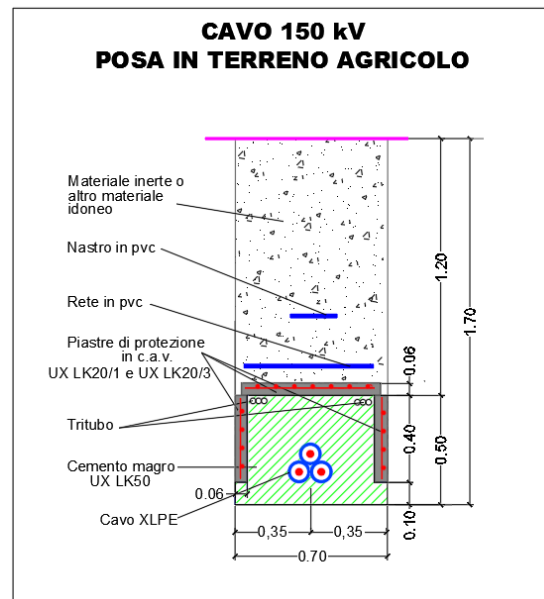 CAVO 150 kV
POSA IN TERRENO AGRICOLO
Materiale inerte o
altro materiale
idoneo
Nastro in pvc
Rete in pvc
Piastre di protezione
in c.a.v.
UX LK20/1 e UX LK20/3
Tritubo
Cemento magro
UX LK50
0.06
Cavo XLPE
0,35
0,35
0.70
1.20
1.70
0.06
0.40
0.50
0.10